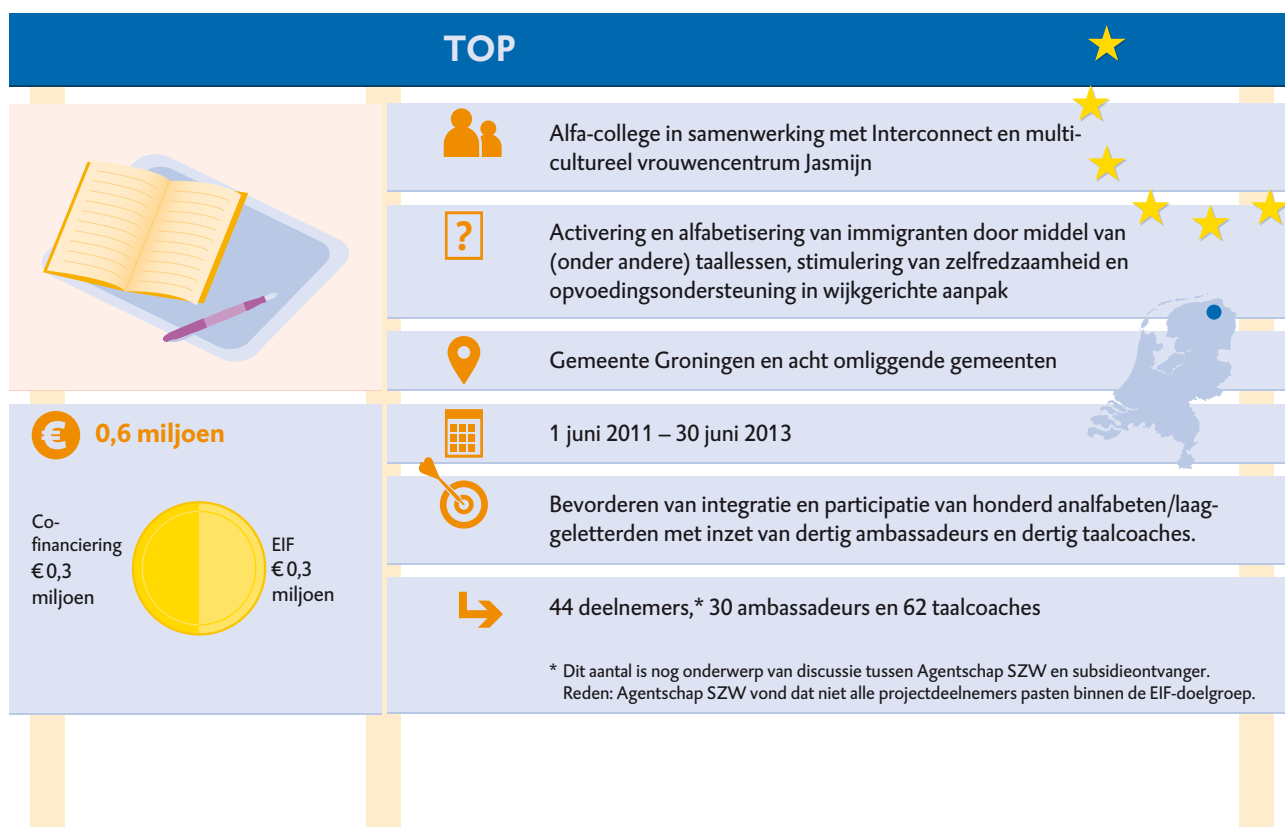 TOP
Alfa-college in samenwerking met Interconnect en multi-
cultureel vrouwencentrum Jasmijn
?
Activering en alfabetisering van immigranten door middel van
(onder andere) taallessen, stimulering van zelfredzaamheid en
opvoedingsondersteuning in wijkgerichte aanpak
Gemeente Groningen en acht omliggende gemeenten
€ 0,6 miljoen
Co-
financiering
€ 0,3
miljoen
EIF
€ 0,3
miljoen
1 juni 2011 – 30 juni 2013
Bevorderen van integratie en participatie van honderd analfabeten/laag-
geletterden met inzet van dertig ambassadeurs en dertig taalcoaches.
44 deelnemers,* 30 ambassadeurs en 62 taalcoaches
* Dit aantal is nog onderwerp van discussie tussen Agentschap SZW en subsidieontvanger.
Reden: Agentschap SZW vond dat niet alle projectdeelnemers pasten binnen de EIF-doelgroep.